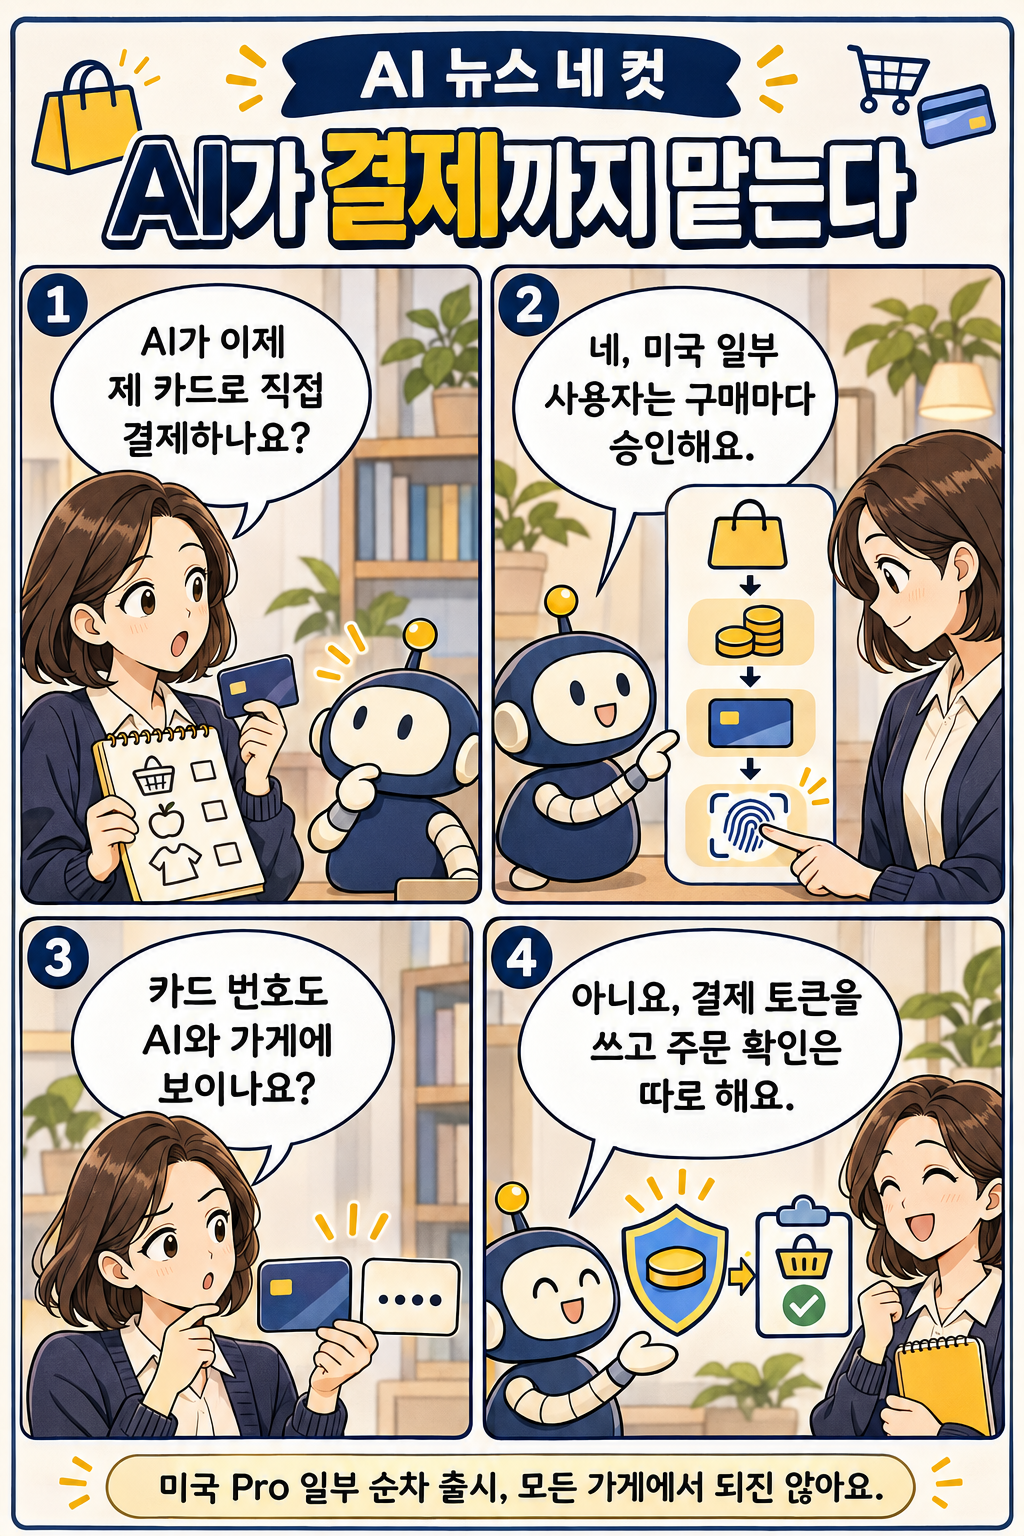 AI 뉴스 네 컷
AI가 결제까지 맡는다
1
AI가 이제
제 카드로 직접
결제하나요?
2
네, 미국 일부
사용자는 구매마다
승인해요.
3
카드 번호도
AI와 가게에
보이나요?
4
아니요, 결제 토큰을
쓰고 주문 확인은
따로 해요.
미국 Pro 일부 순차 출시, 모든 가게에서 되진 않아요.